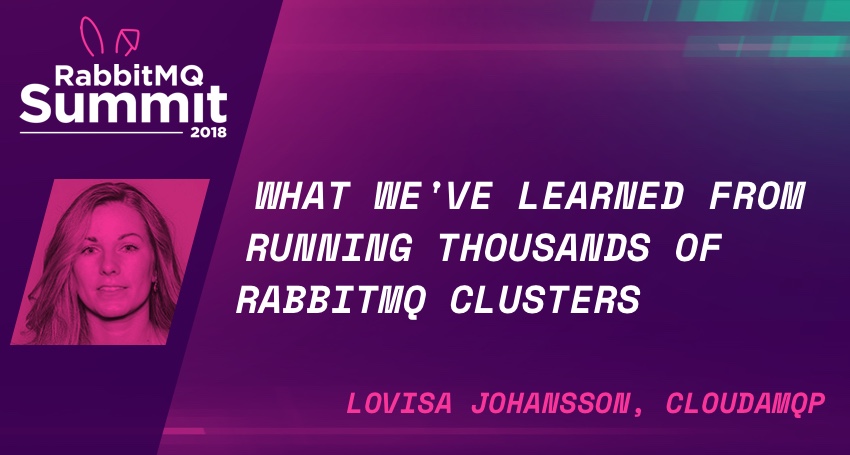 RabbitMQ
Summit
2018
WHAT WE'VE LEARNED FROM
RUNNING THOUSANDS OF
RABBITMQ CLUSTERS
LOVISA JOHANSSON, CLOUDAMQP